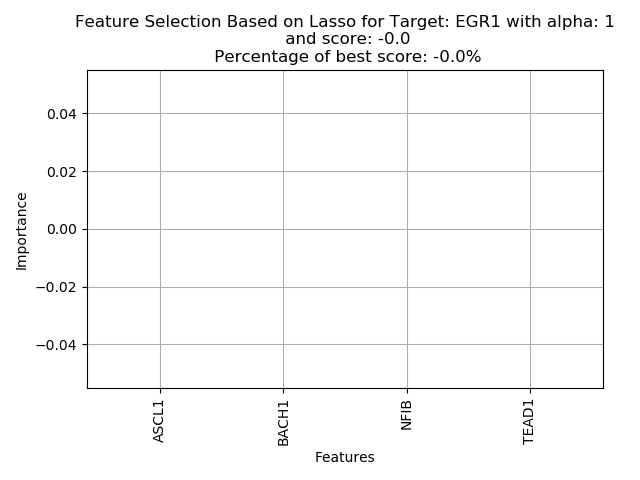 Feature Selection Based on Lasso for Target: EGR1 with alpha: 1
and score: -0.0
Percentage of best score: -0.0%
0.04
0.02
0.00
−0.02
−0.04
Importance
ASCL1
BACH1
NFIB
TEAD1
Features